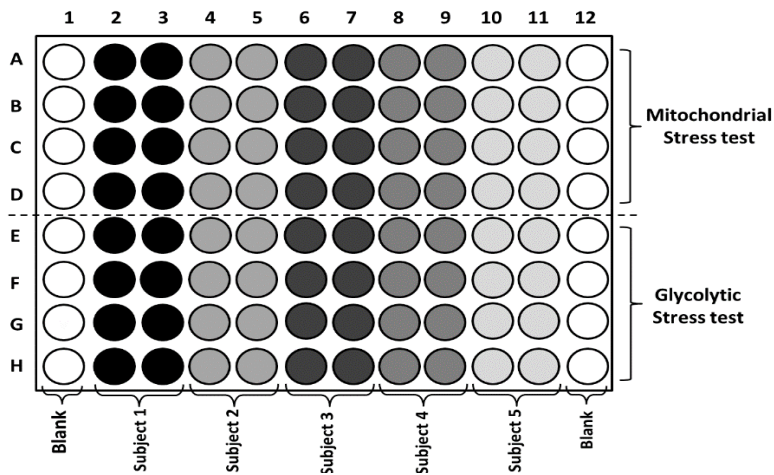 1 2 3 4 5 6 7 8 9 10 11 12
A
B
C
D
E
F
G
H
Mitochondrial
Stress test
Glycolytic
Stress test
Blank
Subject 1
Subject 2
Subject 3
Subject 4
Subject 5
Blank